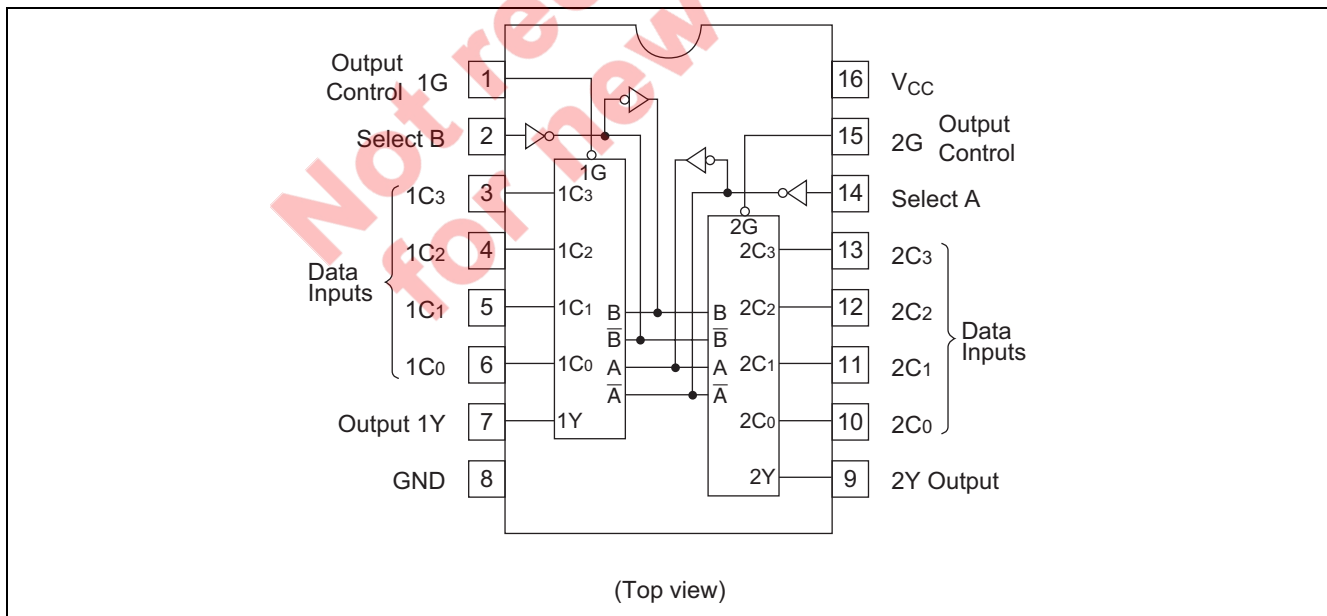 Not re
for new
Output
Control 1G
1
Select B
2
1C3
3
1C2
4
Data
Inputs
1C1
5
1C0
6
Output 1Y
7
GND
8
1G
1C3
1C2
1C1
1C0
1Y
B
B̅
A
A̅
2G
2C3
2C2
2C1
2C0
2Y
B
B̅
A
A̅
16
VCC
15
2G
Output
Control
14
Select A
13
2C3
12
2C2
11
2C1
Data
Inputs
10
2C0
9
2Y Output
(Top view)